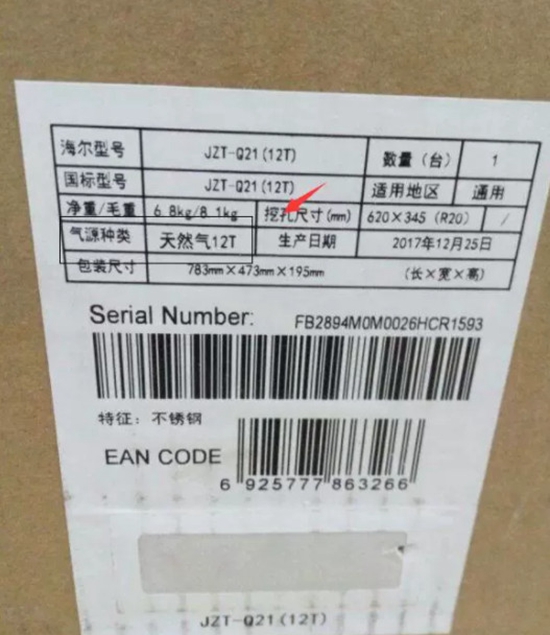 海尔型号 JZT-Q21(12T) 数量（台） 1
国标型号 JZT-Q21(12T) 适用地区 通用
净重/毛重 6.8kg/8.1kg 挖孔尺寸(mm) 620×345（R20） /
气源种类 天然气12T 生产日期 2017年12月25日
包装尺寸 783mm×473mm×195mm （长×宽×高）
Serial Number: FB2894M0M0026HCR1593
特征：不锈钢
EAN CODE
6 925777 863266
JZT-Q21(12T)